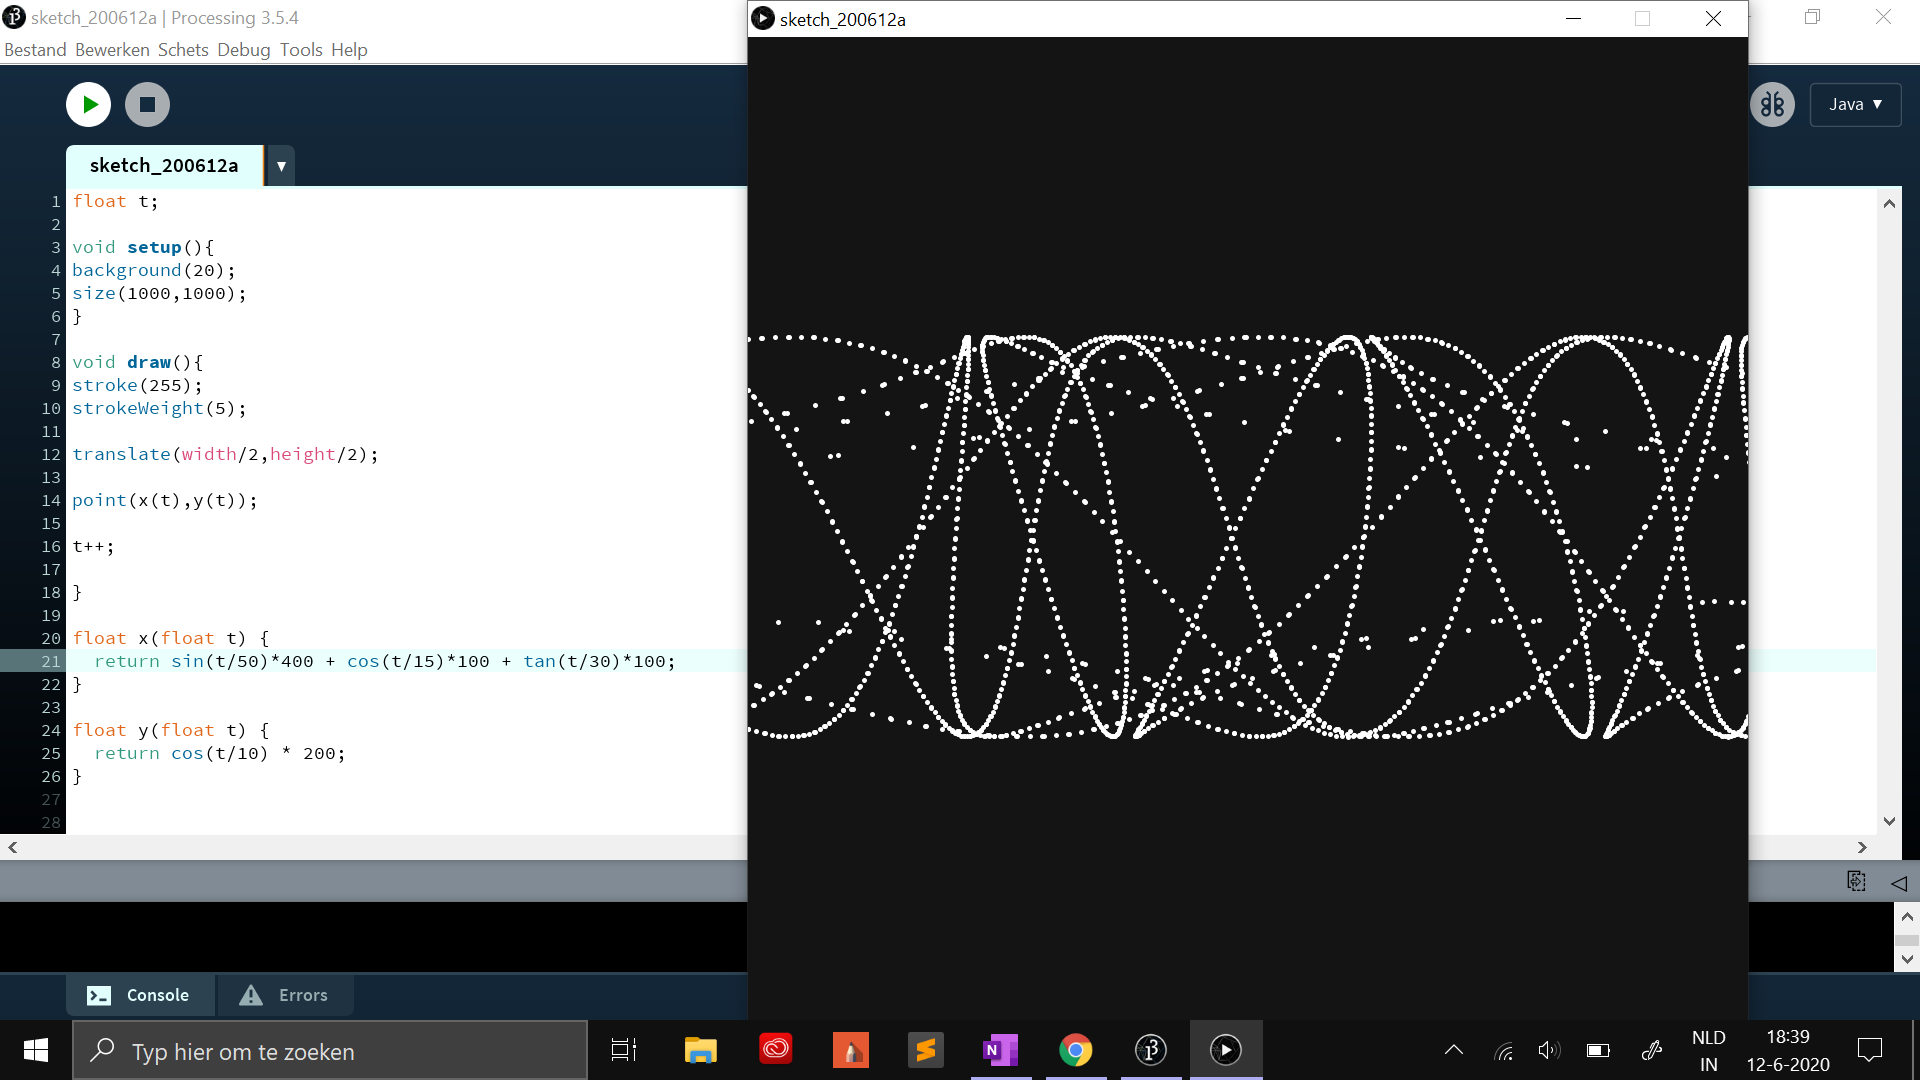 sketch_200612a | Processing 3.5.4
Bestand Bewerken Schets Debug Tools Help
sketch_200612a
Java ▼
sketch_200612a ▼
1 float t;
2
3 void setup(){
4 background(20);
5 size(1000,1000);
6 }
7
8 void draw(){
9 stroke(255);
10 strokeWeight(5);
11
12 translate(width/2,height/2);
13
14 point(x(t),y(t));
15
16 t++;
17
18 }
19
20 float x(float t) {
21   return sin(t/50)*400 + cos(t/15)*100 + tan(t/30)*100;
22 }
23
24 float y(float t) {
25   return cos(t/10) * 200;
26 }
27
28
Console Errors
Typ hier om te zoeken
N
NLD
IN
18:39
12-6-2020